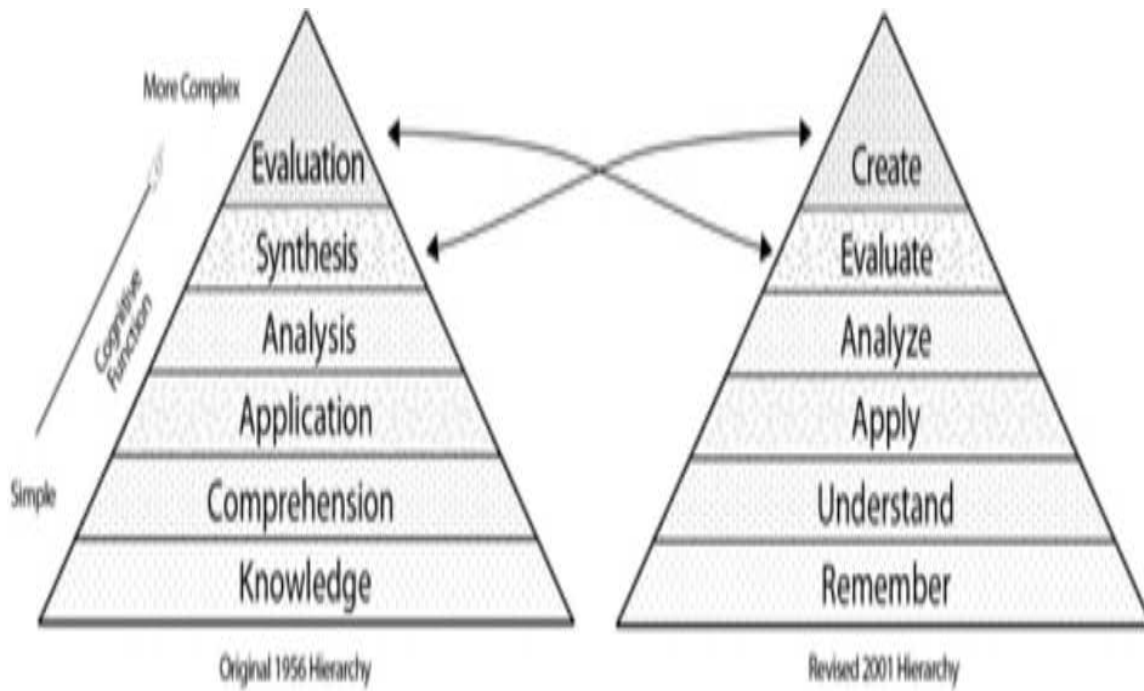 More Complex
Cognitive
Function
Simple
Evaluation
Synthesis
Analysis
Application
Comprehension
Knowledge
Original 1956 Hierarchy
Create
Evaluate
Analyze
Apply
Understand
Remember
Revised 2001 Hierarchy